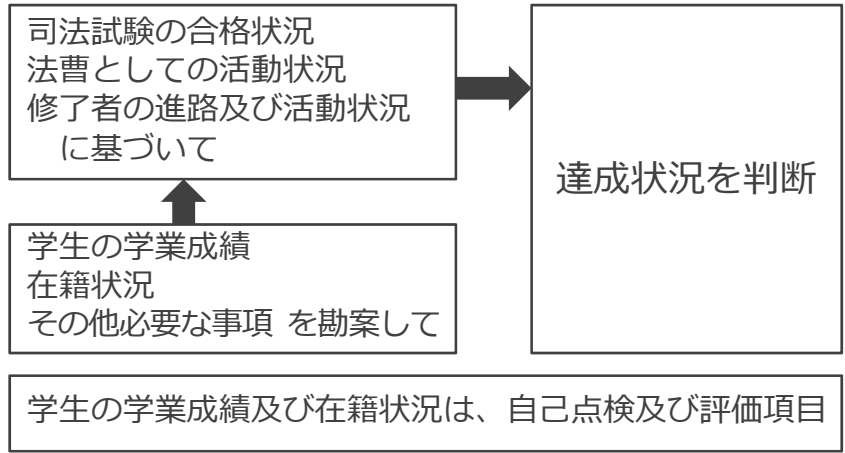 司法試験の合格状況
法曹としての活動状況
修了者の進路及び活動状況
に基づいて
達成状況を判断
学生の学業成績
在籍状況
その他必要な事項 を勘案して
学生の学業成績及び在籍状況は、自己点検及び評価項目